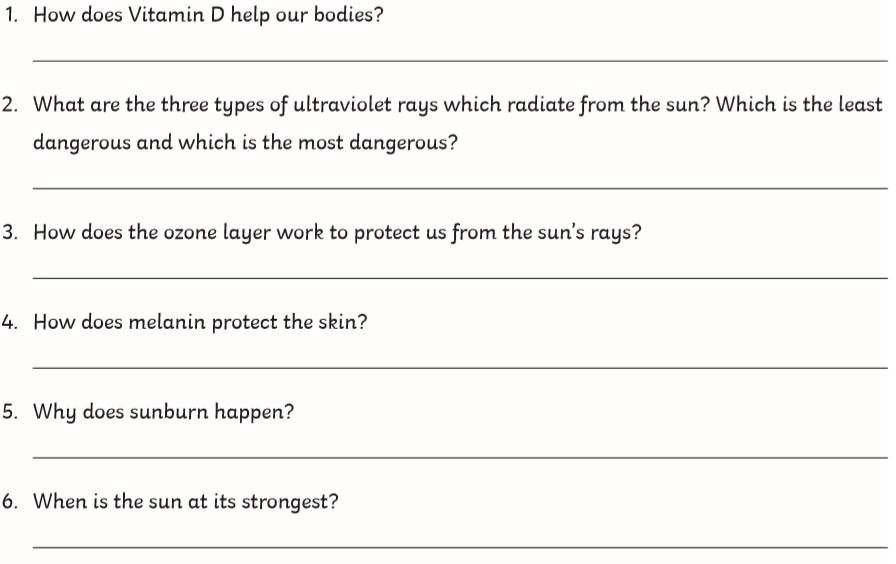 1. How does Vitamin D help our bodies?
2. What are the three types of ultraviolet rays which radiate from the sun? Which is the least
dangerous and which is the most dangerous?
3. How does the ozone layer work to protect us from the sun’s rays?
4. How does melanin protect the skin?
5. Why does sunburn happen?
6. When is the sun at its strongest?